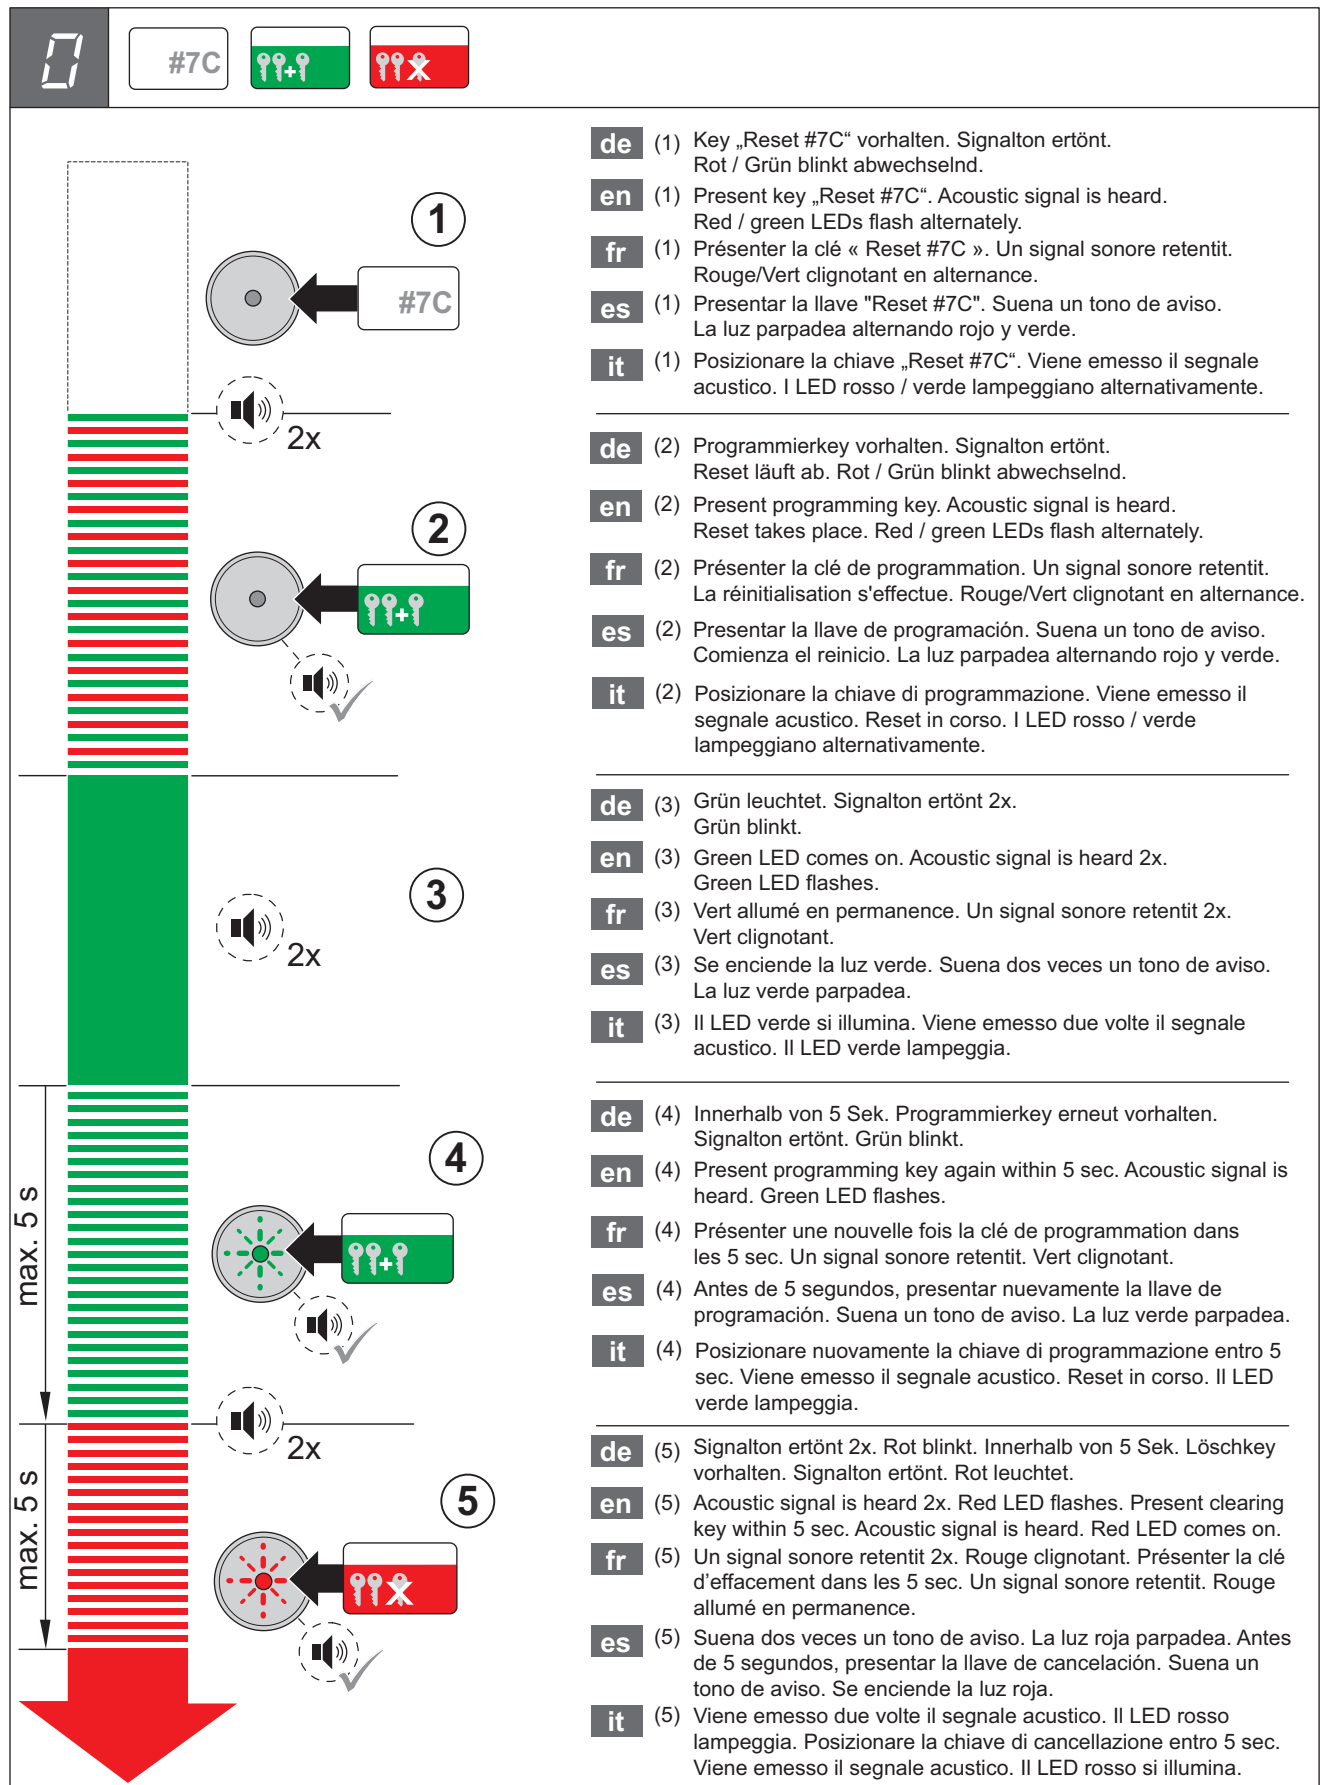 0 #7C
de (1) Key „Reset #7C“ vorhalten. Signalton ertönt.
Rot / Grün blinkt abwechselnd.
en (1) Present key „Reset #7C“. Acoustic signal is heard.
Red / green LEDs flash alternately.
fr (1) Présenter la clé « Reset #7C ». Un signal sonore retentit.
Rouge/Vert clignotant en alternance.
es (1) Presentar la llave "Reset #7C". Suena un tono de aviso.
La luz parpadea alternando rojo y verde.
it (1) Posizionare la chiave „Reset #7C“. Viene emesso il segnale
acustico. I LED rosso / verde lampeggiano alternativamente.
1
#7C
2x
de (2) Programmierkey vorhalten. Signalton ertönt.
Reset läuft ab. Rot / Grün blinkt abwechselnd.
en (2) Present programming key. Acoustic signal is heard.
Reset takes place. Red / green LEDs flash alternately.
fr (2) Présenter la clé de programmation. Un signal sonore retentit.
La réinitialisation s'effectue. Rouge/Vert clignotant en alternance.
es (2) Presentar la llave de programación. Suena un tono de aviso.
Comienza el reinicio. La luz parpadea alternando rojo y verde.
it (2) Posizionare la chiave di programmazione. Viene emesso il
segnale acustico. Reset in corso. I LED rosso / verde
lampeggiano alternativamente.
2
de (3) Grün leuchtet. Signalton ertönt 2x.
Grün blinkt.
en (3) Green LED comes on. Acoustic signal is heard 2x.
Green LED flashes.
fr (3) Vert allumé en permanence. Un signal sonore retentit 2x.
Vert clignotant.
es (3) Se enciende la luz verde. Suena dos veces un tono de aviso.
La luz verde parpadea.
it (3) Il LED verde si illumina. Viene emesso due volte il segnale
acustico. Il LED verde lampeggia.
3
2x
de (4) Innerhalb von 5 Sek. Programmierkey erneut vorhalten.
Signalton ertönt. Grün blinkt.
en (4) Present programming key again within 5 sec. Acoustic signal is
heard. Green LED flashes.
fr (4) Présenter une nouvelle fois la clé de programmation dans
les 5 sec. Un signal sonore retentit. Vert clignotant.
es (4) Antes de 5 segundos, presentar nuevamente la llave de
programación. Suena un tono de aviso. La luz verde parpadea.
it (4) Posizionare nuovamente la chiave di programmazione entro 5
sec. Viene emesso il segnale acustico. Reset in corso. Il LED
verde lampeggia.
4
max. 5 s
2x
de (5) Signalton ertönt 2x. Rot blinkt. Innerhalb von 5 Sek. Löschkey
vorhalten. Signalton ertönt. Rot leuchtet.
en (5) Acoustic signal is heard 2x. Red LED flashes. Present clearing
key within 5 sec. Acoustic signal is heard. Red LED comes on.
fr (5) Un signal sonore retentit 2x. Rouge clignotant. Présenter la clé
d’effacement dans les 5 sec. Un signal sonore retentit. Rouge
allumé en permanence.
es (5) Suena dos veces un tono de aviso. La luz roja parpadea. Antes
de 5 segundos, presentar la llave de cancelación. Suena un
tono de aviso. Se enciende la luz roja.
it (5) Viene emesso due volte il segnale acustico. Il LED rosso
lampeggia. Posizionare la chiave di cancellazione entro 5 sec.
Viene emesso il segnale acustico. Il LED rosso si illumina.
5
max. 5 s